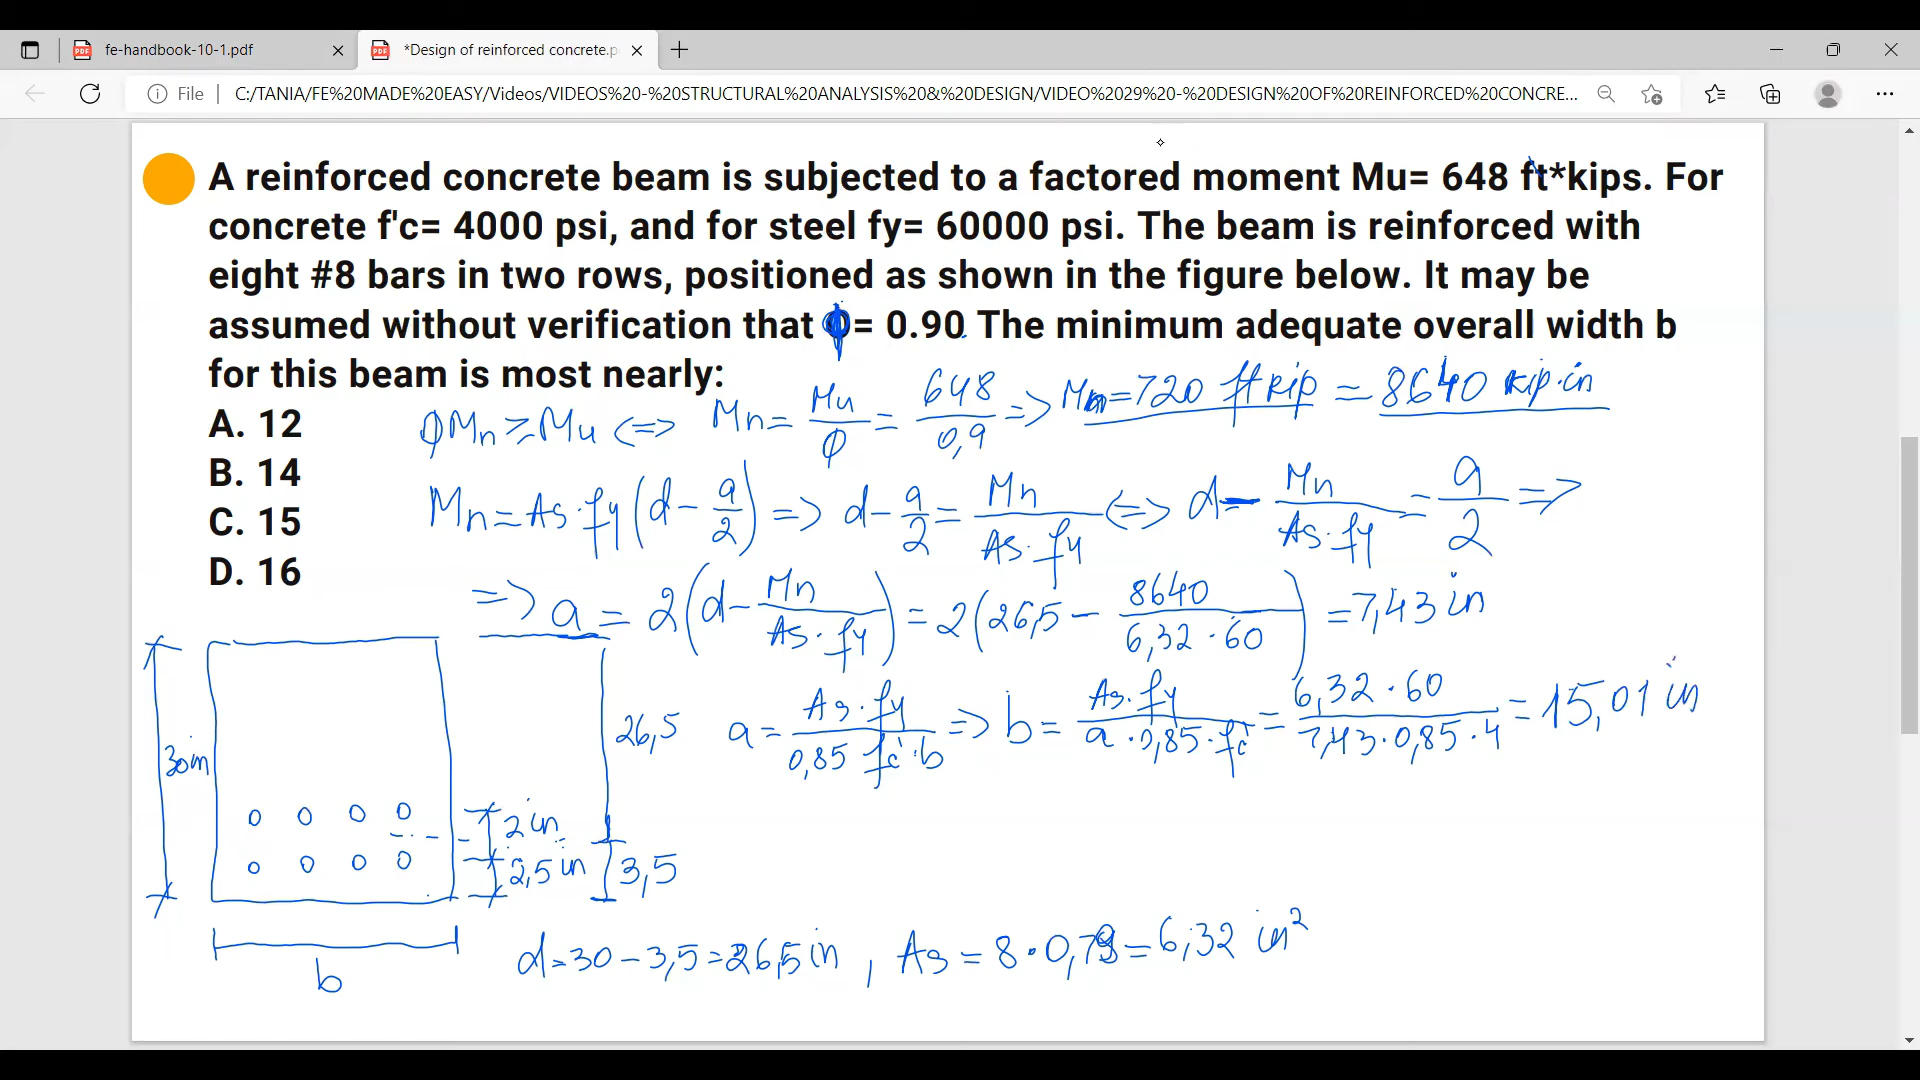 fe-handbook-10-1.pdf
*Design of reinforced concrete.p
File
C:/TANIA/FE%20MADE%20EASY/Videos/VIDEOS%20-%20STRUCTURAL%20ANALYSIS%20&%20DESIGN/VIDEO%2029%20-%20DESIGN%20OF%20REINFORCED%20CONCRE...
A reinforced concrete beam is subjected to a factored moment Mu= 648 ft*kips. For
concrete f'c= 4000 psi, and for steel fy= 60000 psi. The beam is reinforced with
eight #8 bars in two rows, positioned as shown in the figure below. It may be
assumed without verification that ϕ= 0.90. The minimum adequate overall width b
for this beam is most nearly:
A. 12
B. 14
C. 15
D. 16
ϕMn ≥ Mu <=> Mn = Mu/ϕ = 648/0,9 => Mn = 720 ft kip = 8640 kip·in
Mn = As·fy (d - a/2) => d - a/2 = Mn/As·fy <=> d - Mn/As·fy = a/2 =>
=> a = 2(d - Mn/As·fy) = 2(26,5 - 8640/6,32·60) = 7,43 in
a = As·fy/0,85 fc'·b => b = As·fy/a·0,85·fc' = 6,32·60/7,43·0,85·4 = 15,01 in
30in
26,5
2in
2,5in
3,5
b
d = 30 - 3,5 = 26,5 in , As = 8·0,79 = 6,32 in²